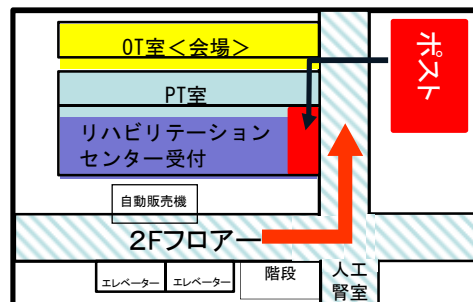 OT室<会場>
ポスト
PT室
リハビリテーション
センター受付
自動販売機
2Fフロアー
エレベーター
エレベーター
階段
人工
腎室